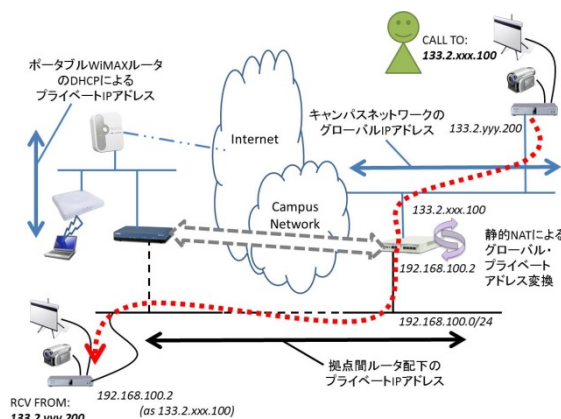 CALL TO:
133.2.xxx.100
ポータブルWiMAXルータ
のDHCPによる
プライベートIPアドレス
Internet
キャンパスネットワークの
グローバルIPアドレス
133.2.yyy.200
Campus
Network
133.2.xxx.100
静的NATによる
グローバル・
プライベート
アドレス変換
192.168.100.2
192.168.100.0/24
拠点間ルータ配下の
プライベートIPアドレス
192.168.100.2
(as 133.2.xxx.100)
RCV FROM:
133.2.yyy.200